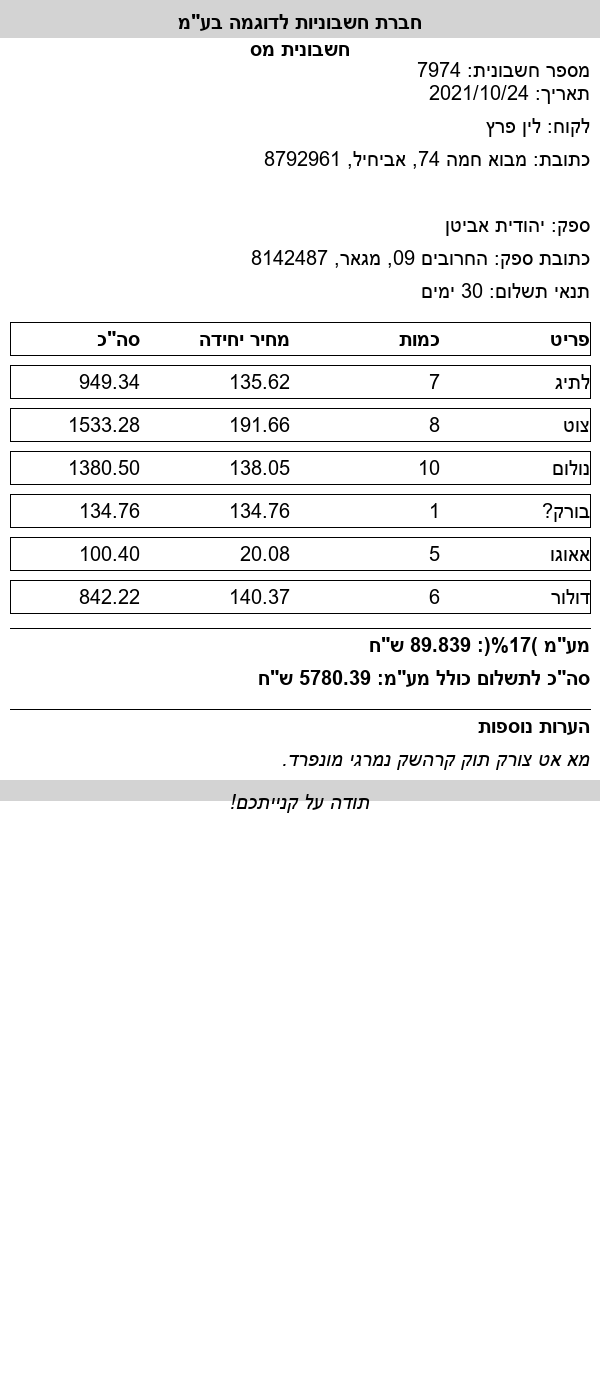 חברת חשבוניות לדוגמה בע"מ
חשבונית מס
מספר חשבונית: 7974
תאריך: 2021/10/24
לקוח: לין פרץ
כתובת: מבוא חמה 74, אביחיל, 8792961
ספק: יהודית אביטן
כתובת ספק: החרובים 09, מגאר, 8142487
תנאי תשלום: 30 ימים
פריט כמות מחיר יחידה סה"כ
לתיג 7 135.62 949.34
צוט 8 191.66 1533.28
נולום 10 138.05 1380.50
בורק? 1 134.76 134.76
אאוגו 5 20.08 100.40
דולור 6 140.37 842.22
מע"מ )17%(: 89.839 ש"ח
סה"כ לתשלום כולל מע"מ: 5780.39 ש"ח
הערות נוספות
מא אט צורק תוק קרהשק נמרגי מונפרד.
תודה על קנייתכם!